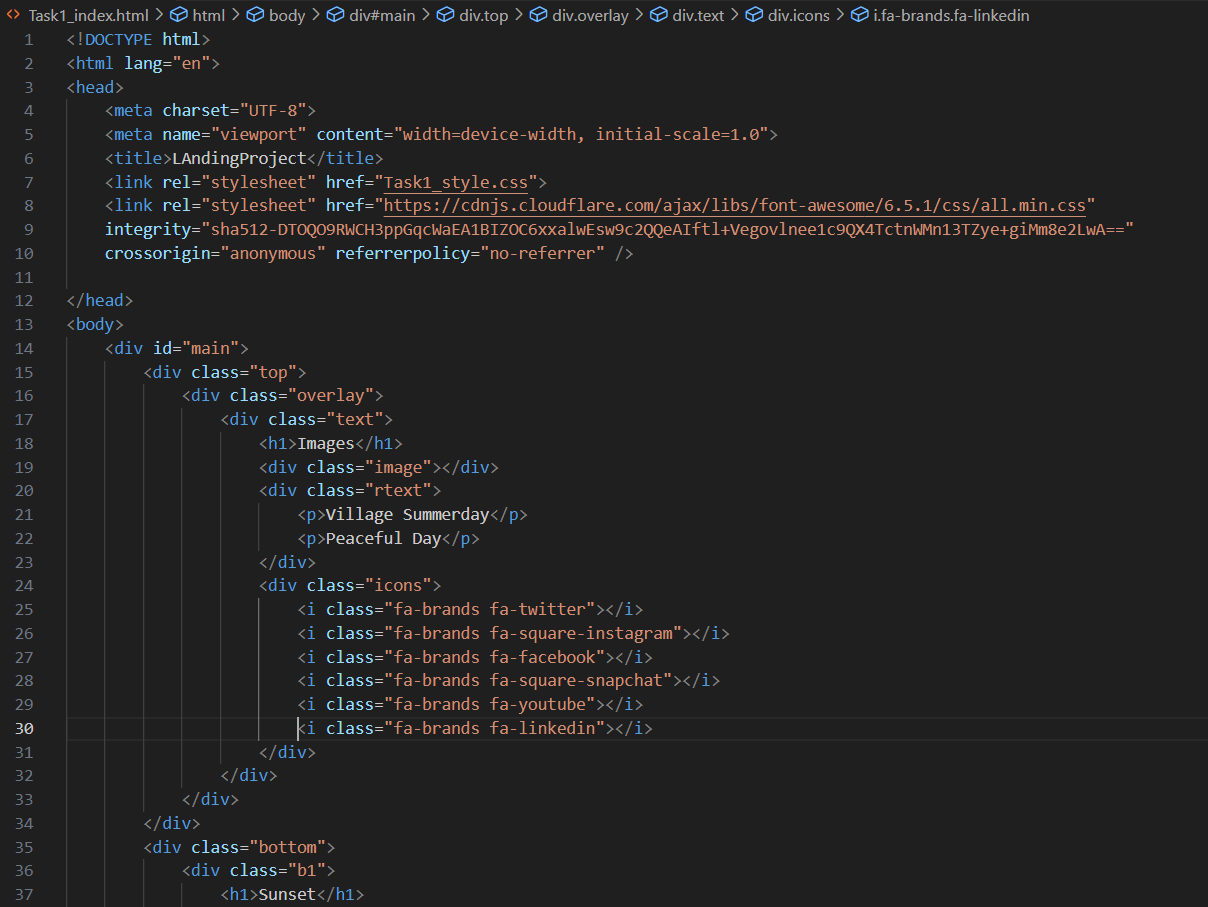 Task1_index.html > html > body > div#main > div.top > div.overlay > div.text > div.icons > i.fa-brands.fa-linkedin
1 <!DOCTYPE html>
2 <html lang="en">
3 <head>
4 <meta charset="UTF-8">
5 <meta name="viewport" content="width=device-width, initial-scale=1.0">
6 <title>LAndingProject</title>
7 <link rel="stylesheet" href="Task1_style.css">
8 <link rel="stylesheet" href="https://cdnjs.cloudflare.com/ajax/libs/font-awesome/6.5.1/css/all.min.css"
9 integrity="sha512-DTOQO9RWCH3ppGqcWaEA1BIZOC6xxalwEsw9c2QQeAIftl+Vegovlnee1c9QX4TctnWMn13TZye+giMm8e2LwA=="
10 crossorigin="anonymous" referrerpolicy="no-referrer" />
11
12 </head>
13 <body>
14 <div id="main">
15 <div class="top">
16 <div class="overlay">
17 <div class="text">
18 <h1>Images</h1>
19 <div class="image"></div>
20 <div class="rtext">
21 <p>Village Summerday</p>
22 <p>Peaceful Day</p>
23 </div>
24 <div class="icons">
25 <i class="fa-brands fa-twitter"></i>
26 <i class="fa-brands fa-square-instagram"></i>
27 <i class="fa-brands fa-facebook"></i>
28 <i class="fa-brands fa-square-snapchat"></i>
29 <i class="fa-brands fa-youtube"></i>
30 <i class="fa-brands fa-linkedin"></i>
31 </div>
32 </div>
33 </div>
34 </div>
35 <div class="bottom">
36 <div class="b1">
37 <h1>Sunset</h1>